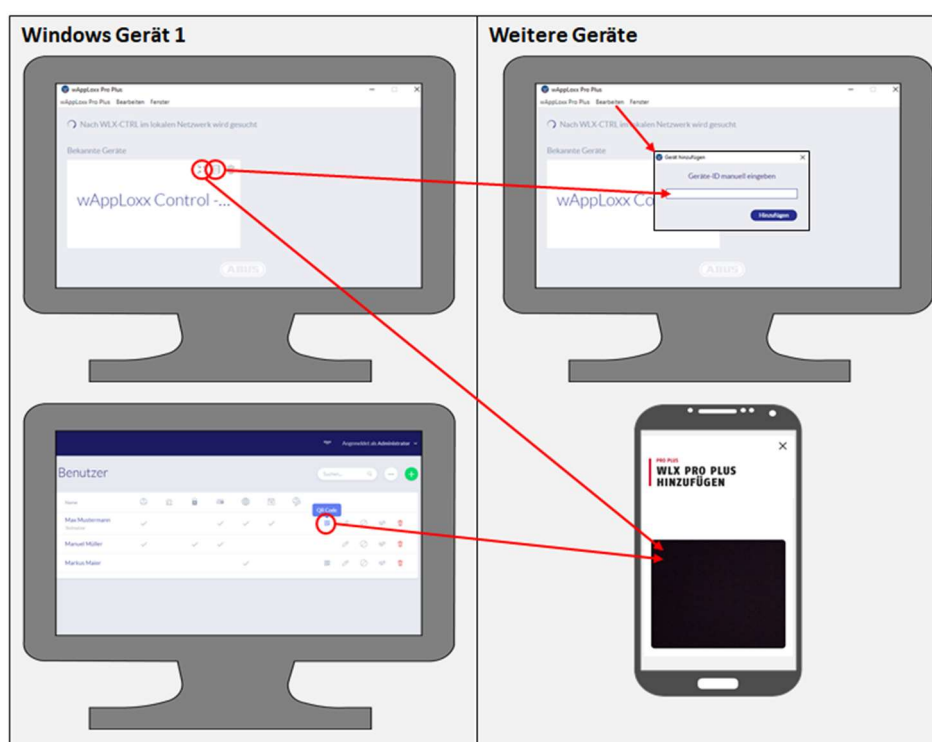 Windows Gerät 1
wAppLoxx Pro Plus
wAppLoxx Pro Plus Bearbeiten Fenster
Nach WLX-CTRL im lokalen Netzwerk wird gesucht
Bekannte Geräte
wAppLoxx Control -...
ABUS
Weitere Geräte
wAppLoxx Pro Plus
wAppLoxx Pro Plus Bearbeiten Fenster
Nach WLX-CTRL im lokalen Netzwerk wird gesucht
Bekannte Geräte
wAppLoxx Co
Gerät hinzufügen
Geräte-ID manuell eingeben
Hinzufügen
ABUS
Angemeldet als Administrator
Benutzer
Suchen...
Name
QR Code
Max Mustermann
Manuel Müller
Markus Maier
PRO PLUS
WLX PRO PLUS
HINZUFÜGEN